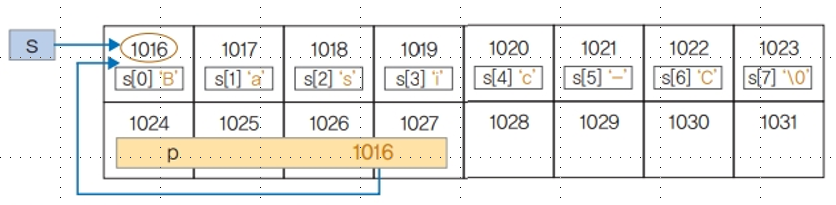 S
1016 1017 1018 1019 1020 1021 1022 1023
s[0] 'B' s[1] 'a' s[2] 's' s[3] 'i' s[4] 'c' s[5] '–' s[6] 'C' s[7] '\0'
1024 1025 1026 1027 1028 1029 1030 1031
p 1016